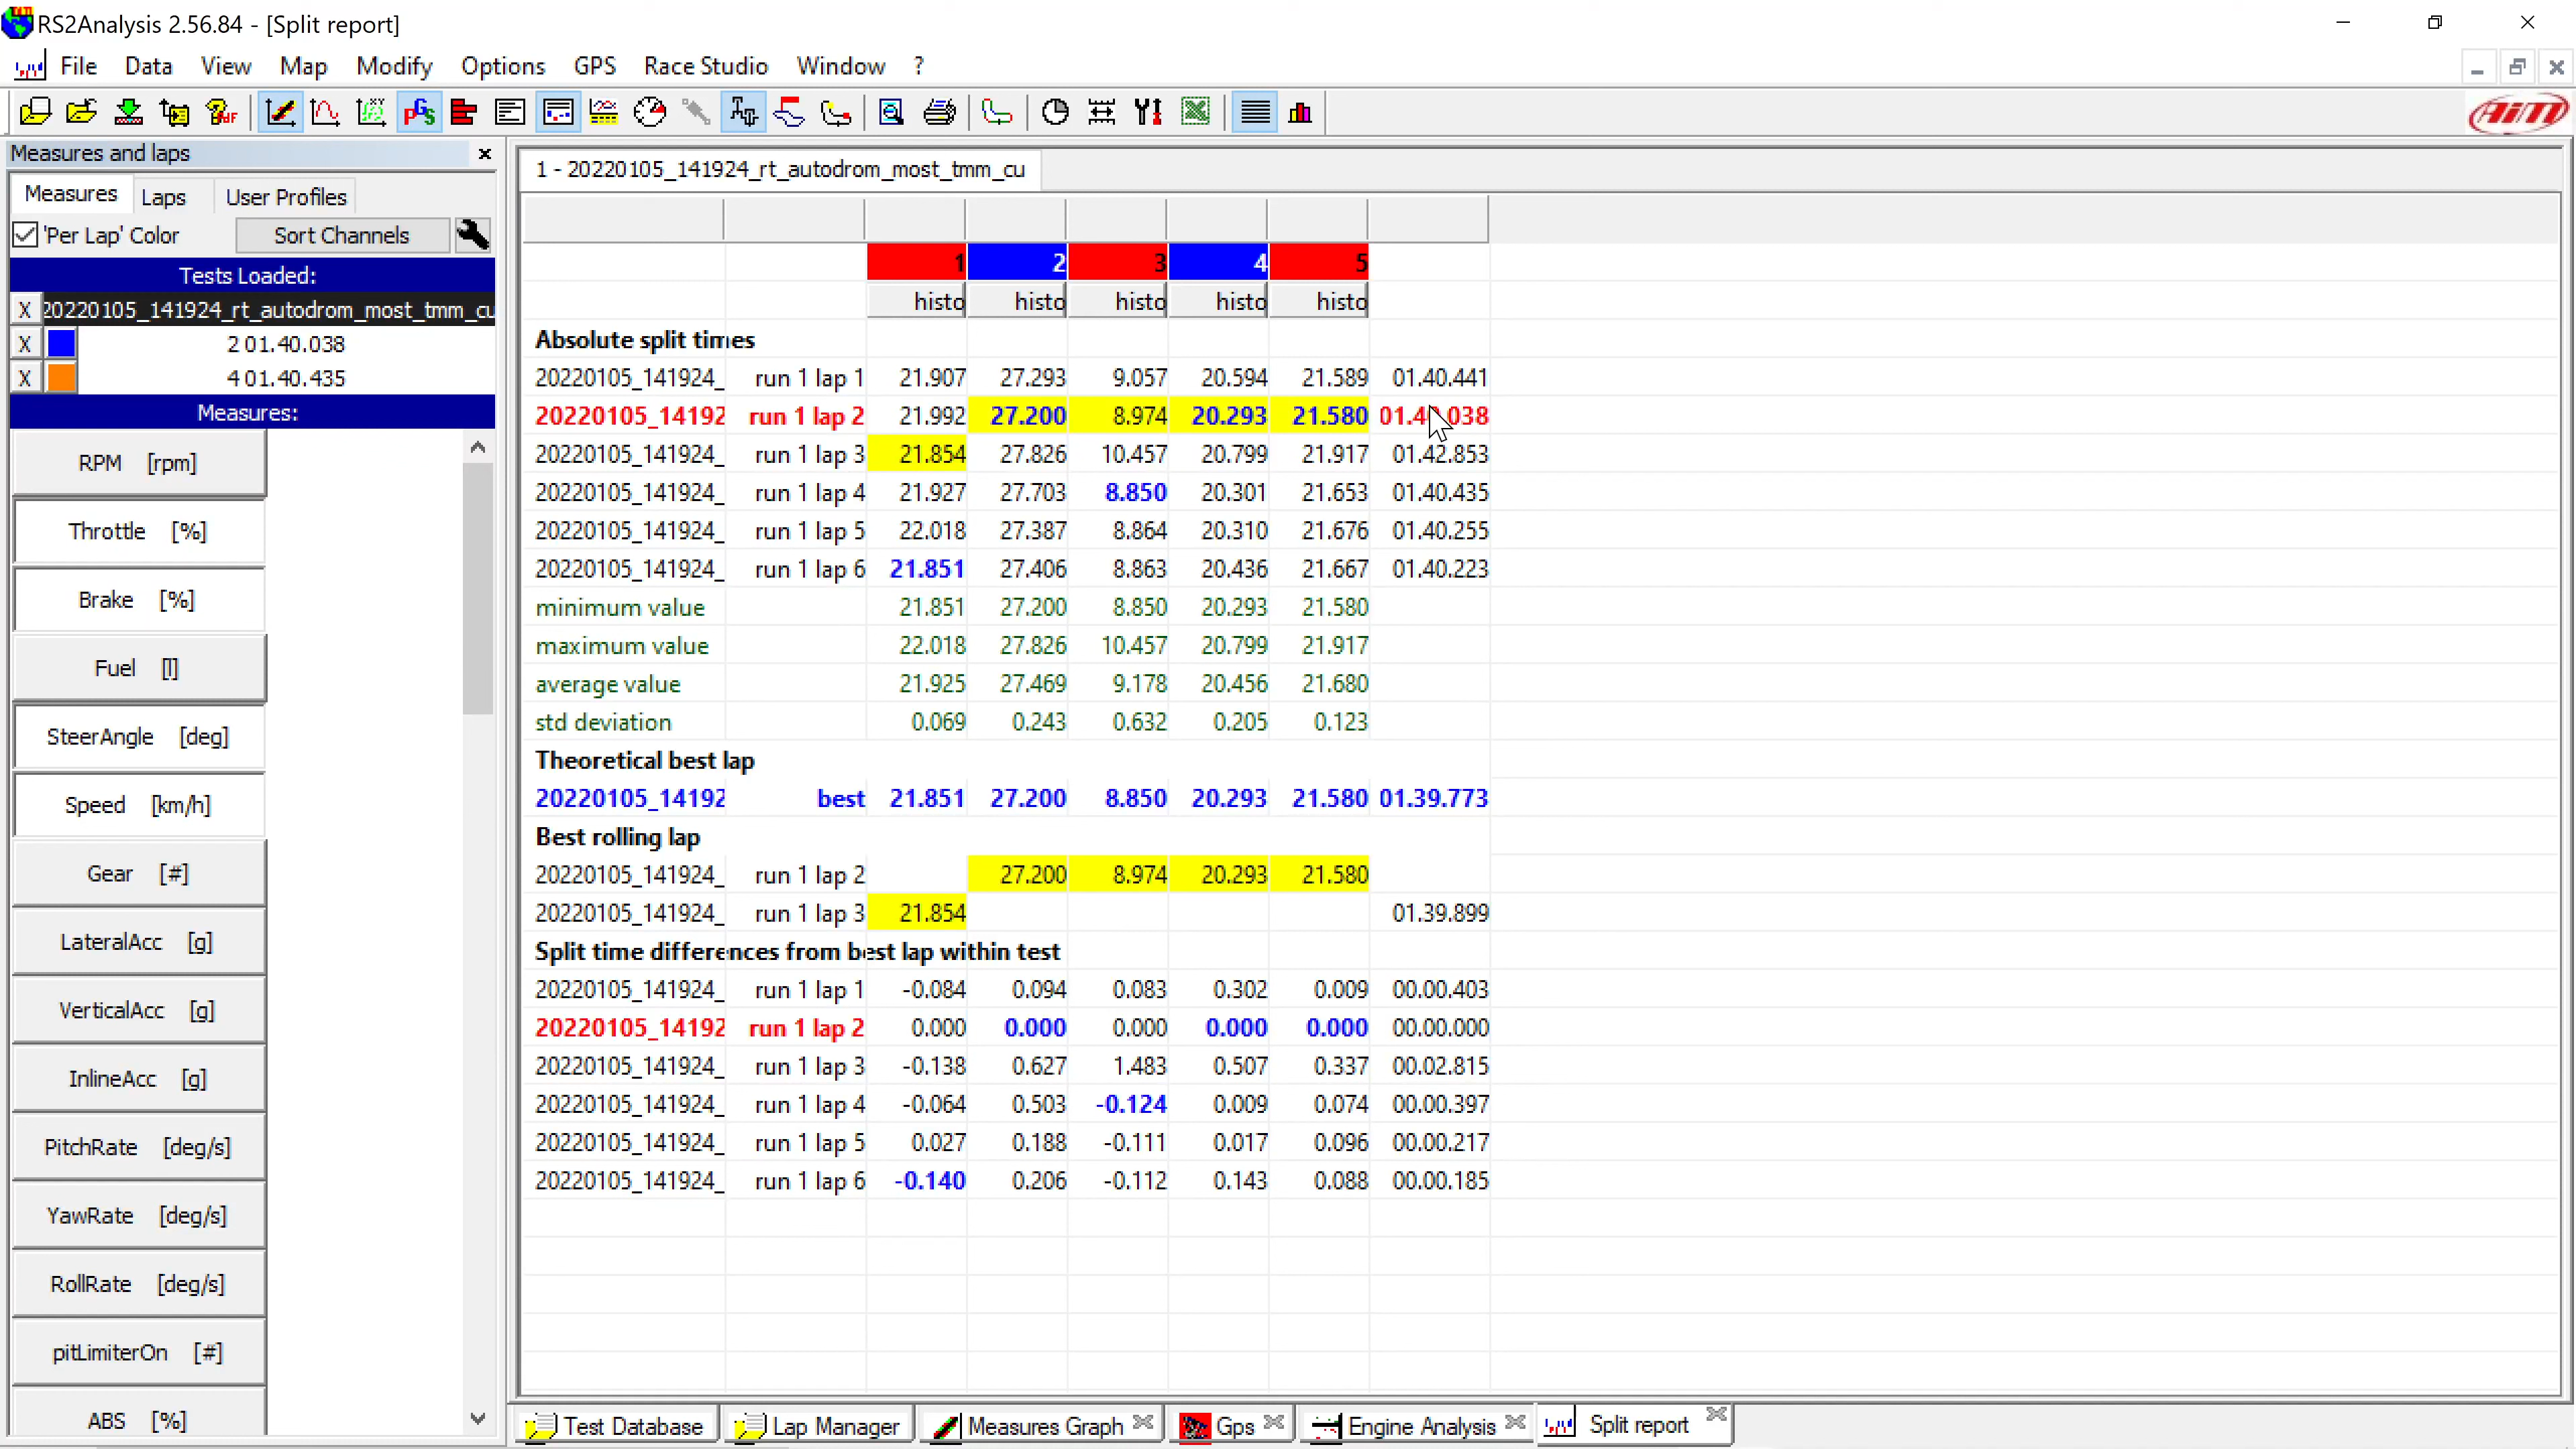 RS2Analysis 2.56.84 - [Split report]
File Data View Map Modify Options GPS Race Studio Window ?
AiM
Measures and laps
Measures Laps User Profiles
'Per Lap' Color Sort Channels
Tests Loaded:
X 20220105_141924_rt_autodrom_most_tmm_cu
X 2 01.40.038
X 4 01.40.435
Measures:
RPM [rpm]
Throttle [%]
Brake [%]
Fuel [l]
SteerAngle [deg]
Speed [km/h]
Gear [#]
LateralAcc [g]
VerticalAcc [g]
InlineAcc [g]
PitchRate [deg/s]
YawRate [deg/s]
RollRate [deg/s]
pitLimiterOn [#]
ABS [%]
1 - 20220105_141924_rt_autodrom_most_tmm_cu
1 2 3 4 5
histo histo histo histo histo
Absolute split times
20220105_141924_ run 1 lap 1 21.907 27.293 9.057 20.594 21.589 01.40.441
20220105_14192 run 1 lap 2 21.992 27.200 8.974 20.293 21.580 01.40.038
20220105_141924_ run 1 lap 3 21.854 27.826 10.457 20.799 21.917 01.42.853
20220105_141924_ run 1 lap 4 21.927 27.703 8.850 20.301 21.653 01.40.435
20220105_141924_ run 1 lap 5 22.018 27.387 8.864 20.310 21.676 01.40.255
20220105_141924_ run 1 lap 6 21.851 27.406 8.863 20.436 21.667 01.40.223
minimum value 21.851 27.200 8.850 20.293 21.580
maximum value 22.018 27.826 10.457 20.799 21.917
average value 21.925 27.469 9.178 20.456 21.680
std deviation 0.069 0.243 0.632 0.205 0.123
Theoretical best lap
20220105_14192 best 21.851 27.200 8.850 20.293 21.580 01.39.773
Best rolling lap
20220105_141924_ run 1 lap 2 27.200 8.974 20.293 21.580
20220105_141924_ run 1 lap 3 21.854 01.39.899
Split time differences from best lap within test
20220105_141924_ run 1 lap 1 -0.084 0.094 0.083 0.302 0.009 00.00.403
20220105_14192 run 1 lap 2 0.000 0.000 0.000 0.000 0.000 00.00.000
20220105_141924_ run 1 lap 3 -0.138 0.627 1.483 0.507 0.337 00.02.815
20220105_141924_ run 1 lap 4 -0.064 0.503 -0.124 0.009 0.074 00.00.397
20220105_141924_ run 1 lap 5 0.027 0.188 -0.111 0.017 0.096 00.00.217
20220105_141924_ run 1 lap 6 -0.140 0.206 -0.112 0.143 0.088 00.00.185
Test Database Lap Manager Measures Graph Gps Engine Analysis Split report